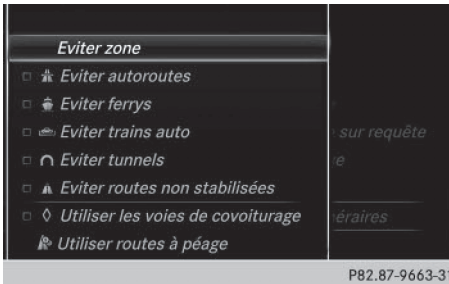 Eviter zone
Eviter autoroutes
Eviter ferrys
Eviter trains auto
sur requête
Eviter tunnels
e
Eviter routes non stabilisées
Utiliser les voies de covoiturage
éraires
Utiliser routes à péage
P82.87-9663-31